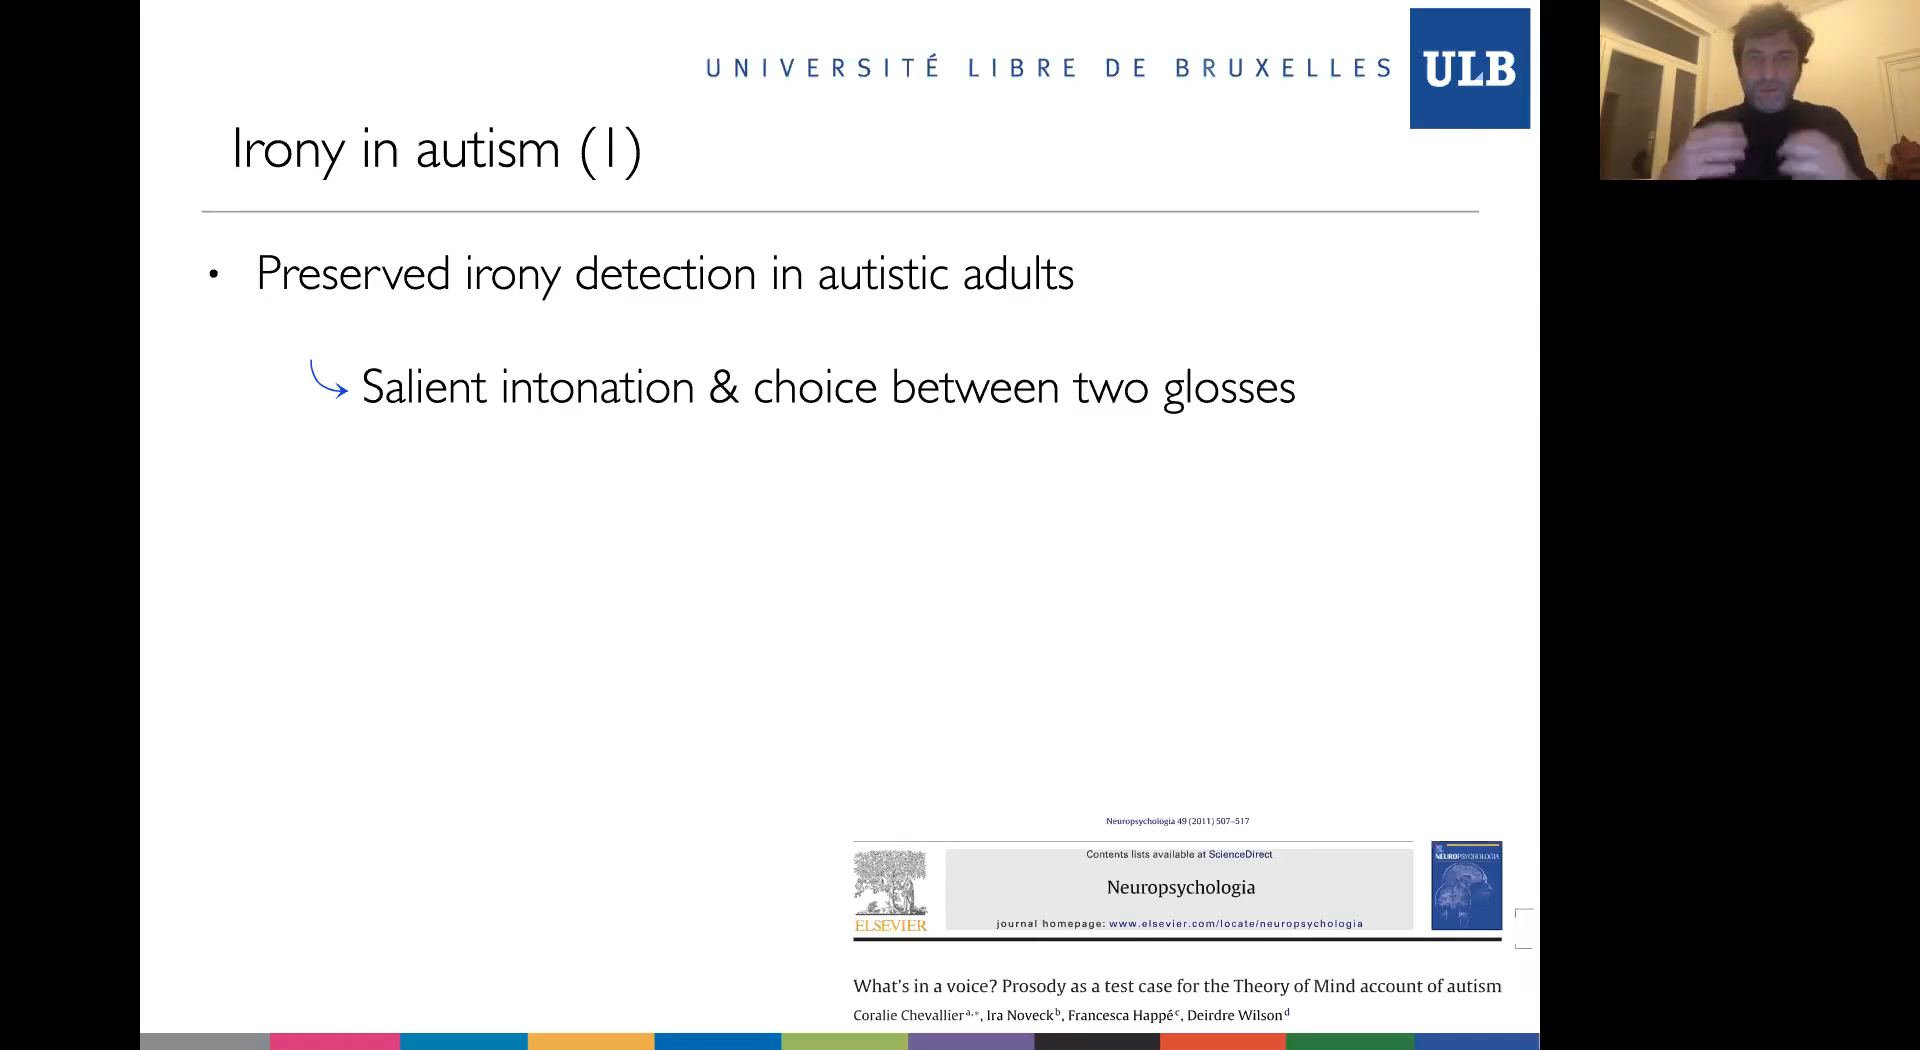 UNIVERSITÉ LIBRE DE BRUXELLES
ULB
Irony in autism (1)
• Preserved irony detection in autistic adults
Salient intonation & choice between two glosses
Neuropsychologia 49 (2011) 507–517
Contents lists available at ScienceDirect
Neuropsychologia
journal homepage: www.elsevier.com/locate/neuropsychologia
ELSEVIER
NEUROPSYCHOLOGIA
What's in a voice? Prosody as a test case for the Theory of Mind account of autism
Coralie Chevallier a,*, Ira Noveck b, Francesca Happé c, Deirdre Wilson d